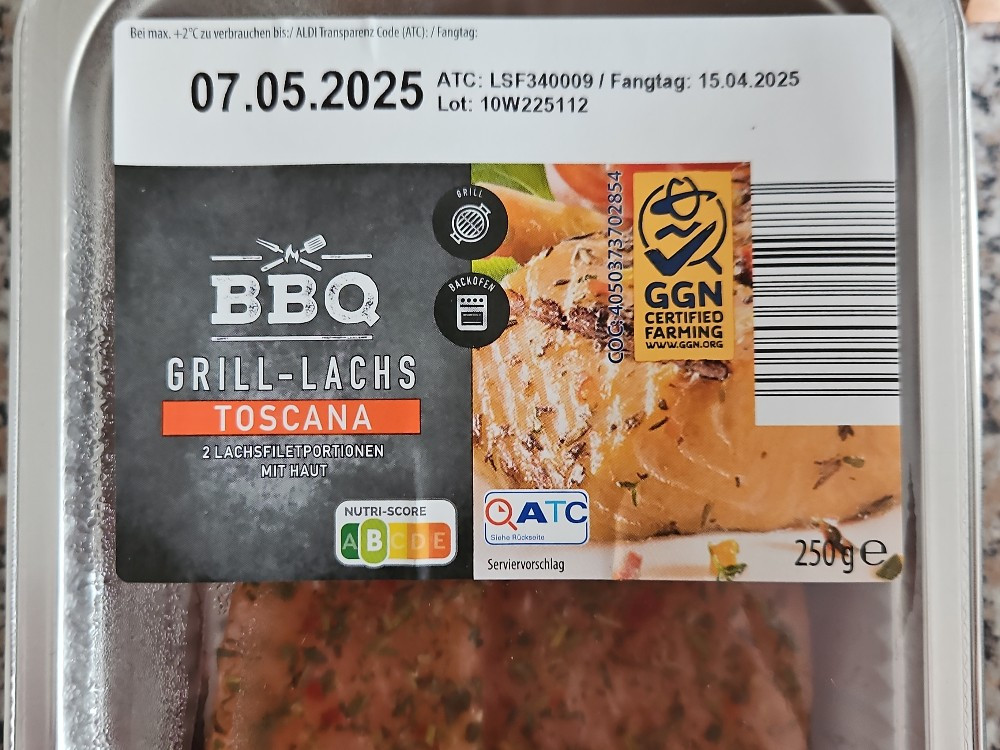 Bei max. +2°C zu verbrauchen bis:/ ALDI Transparenz Code (ATC): / Fangtag:
07.05.2025
ATC: LSF340009 / Fangtag: 15.04.2025
Lot: 10W225112
GRILL
BACKOFEN
BBQ
GRILL-LACHS
TOSCANA
2 LACHSFILETPORTIONEN
MIT HAUT
NUTRI-SCORE
A B C D E
COC: 4050373702854
GGN
CERTIFIED
FARMING
WWW.GGN.ORG
ATC
Siehe Rückseite
Serviervorschlag
250 g e